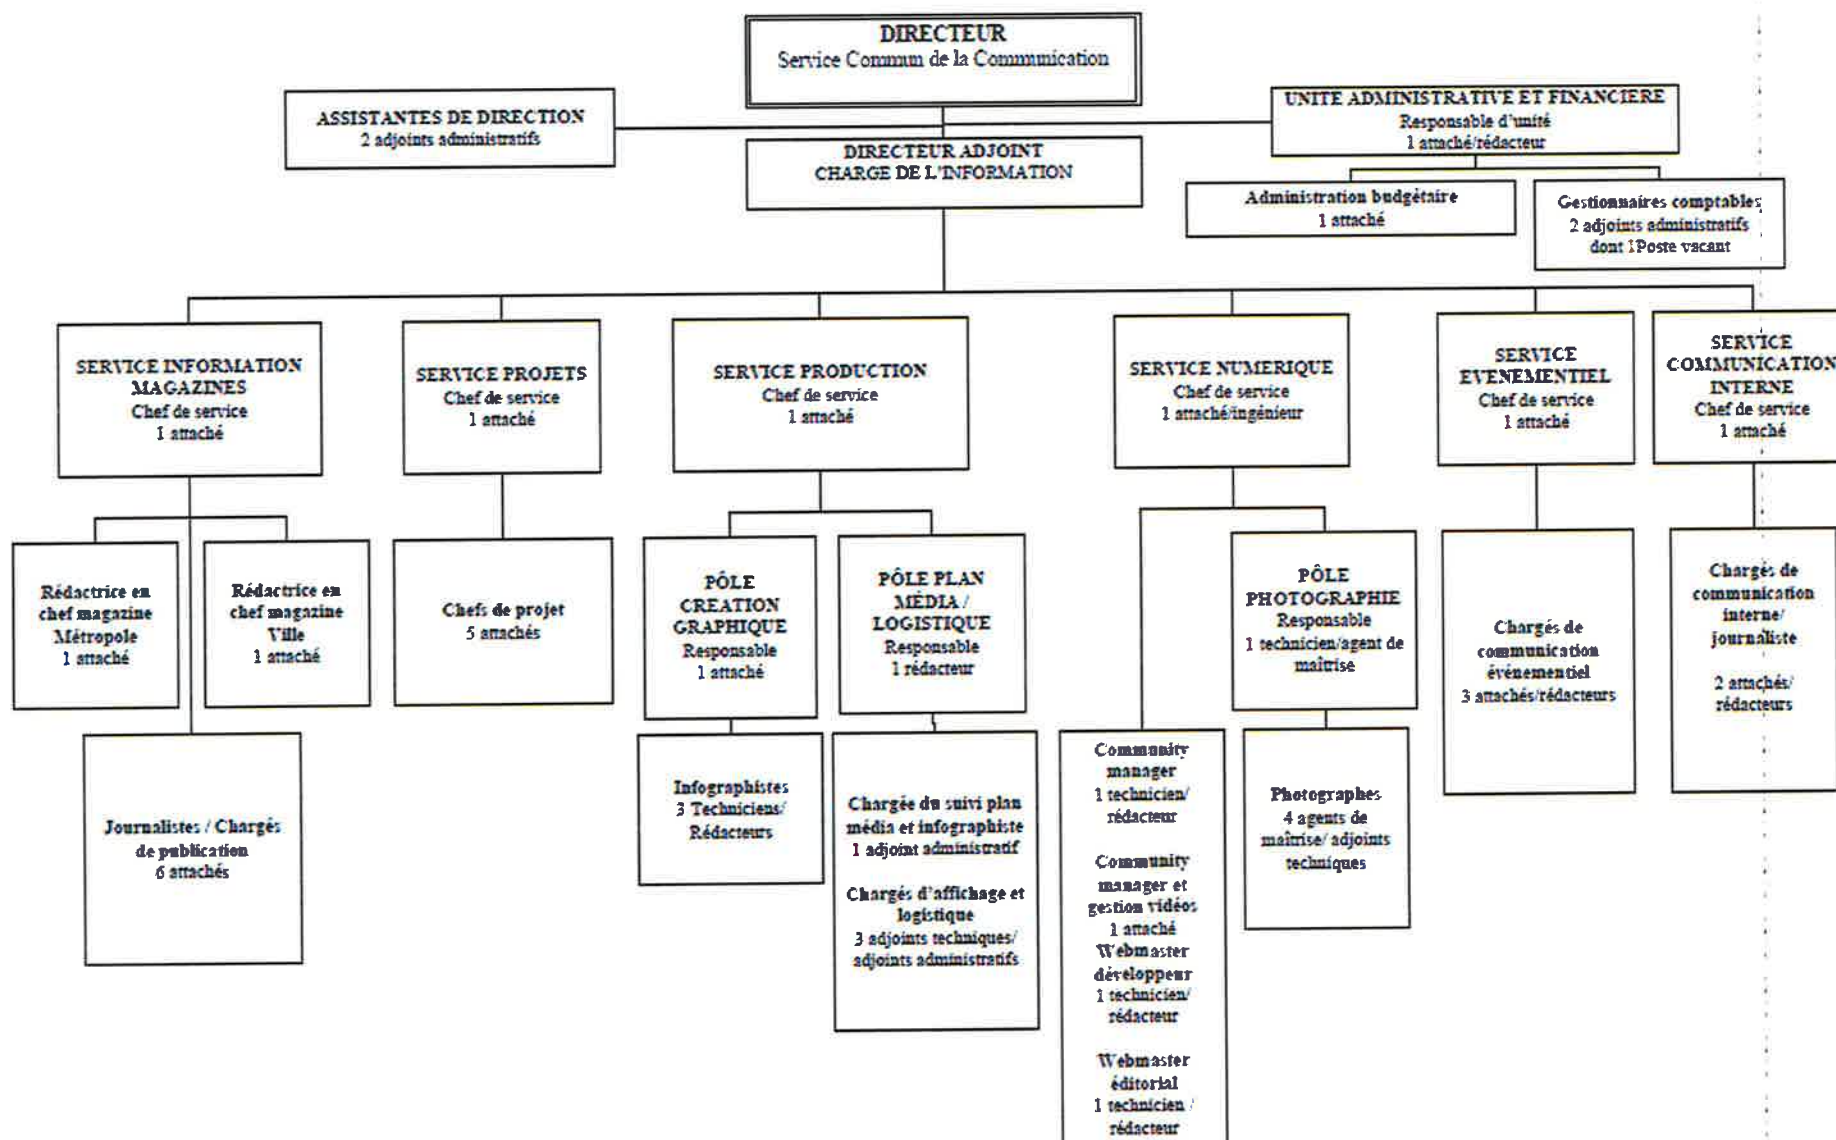 DIRECTEUR
Service Commun de la Communication
ASSISTANTES DE DIRECTION
2 adjoints administratifs
UNITE ADMINISTRATIVE ET FINANCIERE
Responsable d'unité
1 attaché/rédacteur
DIRECTEUR ADJOINT
CHARGE DE L'INFORMATION
Administration budgétaire
1 attaché
Gestionnaires comptables
2 adjoints administratifs
dont 1Poste vacant
SERVICE INFORMATION
MAGAZINES
Chef de service
1 attaché
SERVICE PROJETS
Chef de service
1 attaché
SERVICE PRODUCTION
Chef de service
1 attaché
SERVICE NUMERIQUE
Chef de service
1 attaché/ingénieur
SERVICE
EVENEMENTIEL
Chef de service
1 attaché
SERVICE
COMMUNICATION
INTERNE
Chef de service
1 attaché
Rédactrice en
chef magazine
Métropole
1 attaché
Rédactrice en
chef magazine
Ville
1 attaché
Journalistes / Chargés
de publication
6 attachés
Chefs de projet
5 attachés
PÔLE
CREATION
GRAPHIQUE
Responsable
1 attaché
Infographistes
3 Techniciens/
Rédacteurs
PÔLE PLAN
MÉDIA /
LOGISTIQUE
Responsable
1 rédacteur
Chargée du suivi plan
média et infographiste
1 adjoint administratif
Chargés d'affichage et
logistique
3 adjoints techniques/
adjoints administratifs
Community
manager
1 technicien/
rédacteur
Community
manager et
gestion vidéos
1 attaché
Webmaster
développeur
1 technicien/
rédacteur
Webmaster
éditorial
1 technicien /
rédacteur
PÔLE
PHOTOGRAPHIE
Responsable
1 technicien/agent de
maîtrise
Photographes
4 agents de
maîtrise/ adjoints
techniques
Chargés de
communication
événementiel
3 attachés/rédacteurs
Chargés de
communication
interne/
journaliste
2 attachés/
rédacteurs